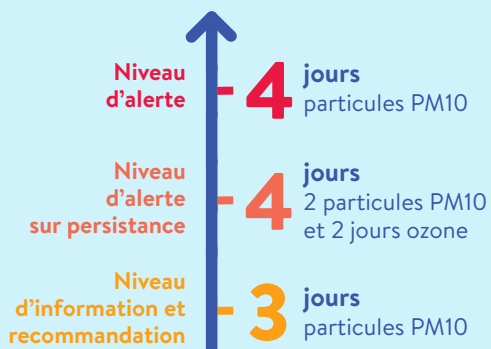 Niveau
d'alerte
4 jours
particules PM10
Niveau
d'alerte
sur persistance
4 jours
2 particules PM10
et 2 jours ozone
Niveau
d'information et
recommandation
3 jours
particules PM10